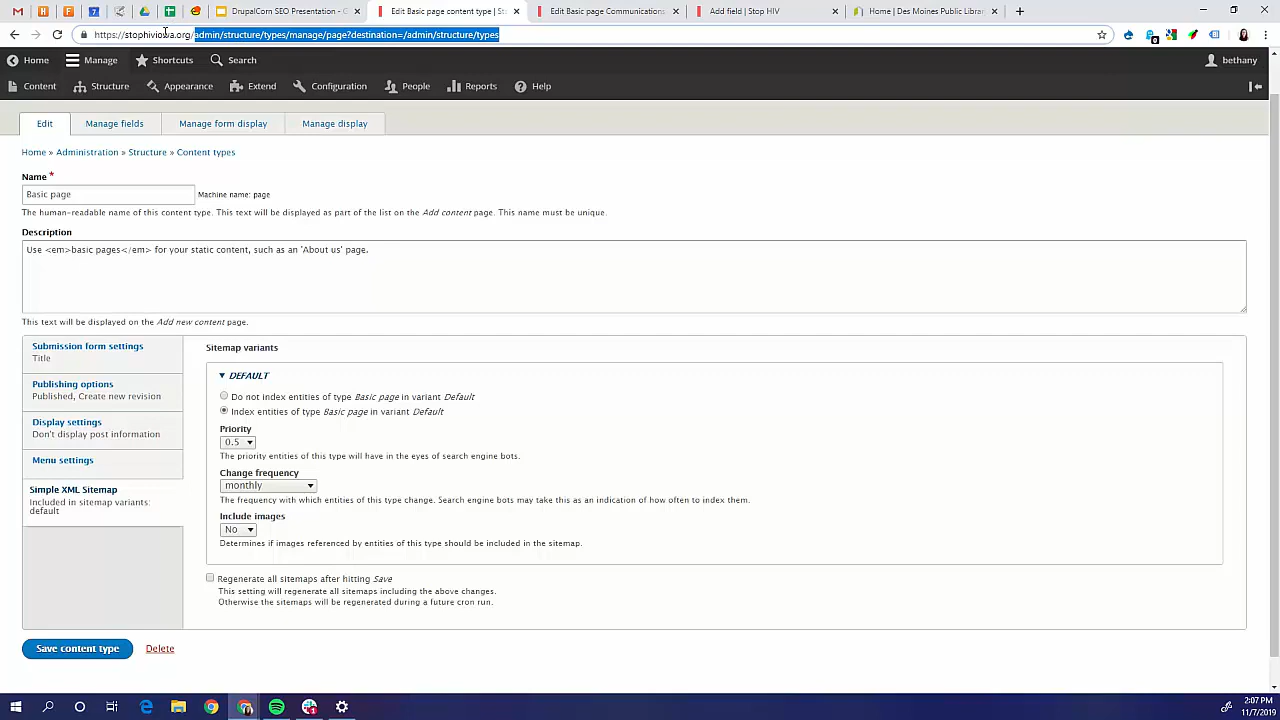 DrupalCorn SEO Presentation - G
Edit Basic page content type | St
Edit Basic page Communications
Add field | Stop HIV
Home | Des Moines Public Librar
admin/structure/types/manage/page?destination=/admin/structure/types
Home
Manage
Shortcuts
Search
bethany
Content
Structure
Appearance
Extend
Configuration
People
Reports
Help
Edit
Manage fields
Manage form display
Manage display
Home » Administration » Structure » Content types
Name *
Basic page
Machine name: page
The human-readable name of this content type. This text will be displayed as part of the list on the Add content page. This name must be unique.
Description
Use <em>basic pages</em> for your static content, such as an 'About us' page.
This text will be displayed on the Add new content page.
Submission form settings
Title
Publishing options
Published, Create new revision
Display settings
Don't display post information
Menu settings
Simple XML Sitemap
Included in sitemap variants:
default
Sitemap variants
DEFAULT
Do not index entities of type Basic page in variant Default
Index entities of type Basic page in variant Default
Priority
0.5
The priority entities of this type will have in the eyes of search engine bots.
Change frequency
monthly
The frequency with which entities of this type change. Search engine bots may take this as an indication of how often to index them.
Include images
No
Determines if images referenced by entities of this type should be included in the sitemap.
Regenerate all sitemaps after hitting Save
This setting will regenerate all sitemaps including the above changes.
Otherwise the sitemaps will be regenerated during a future cron run.
Save content type
Delete
2:07 PM
11/7/2019